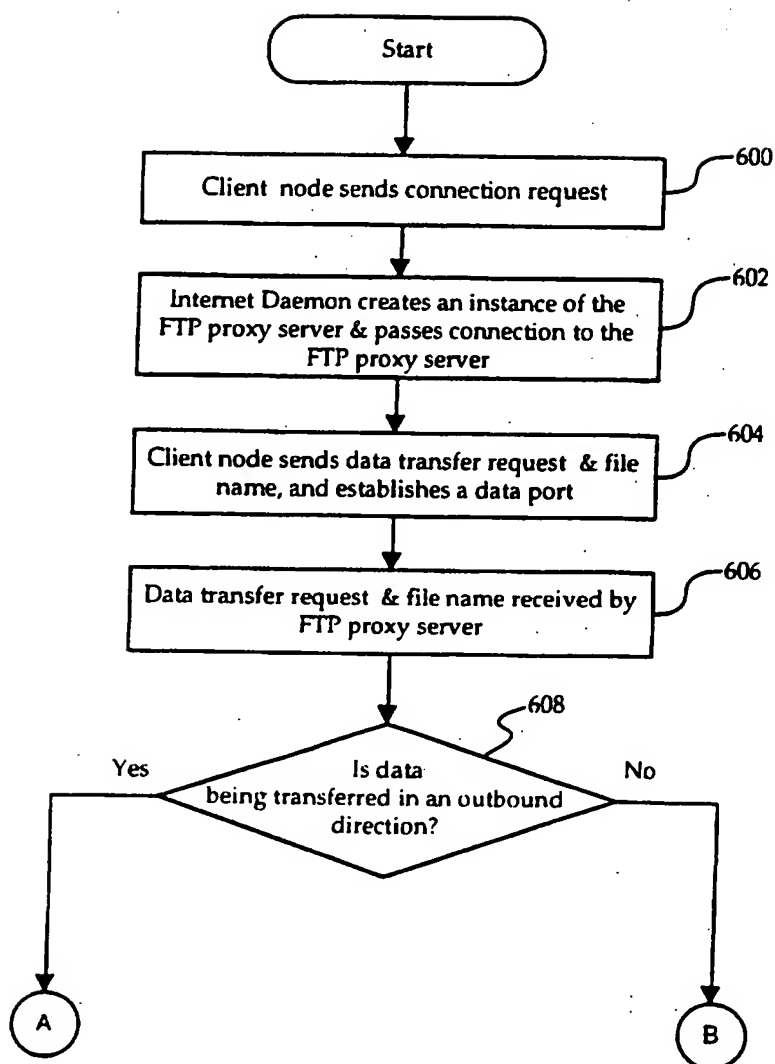 Start
Client node sends connection request
600
Internet Daemon creates an instance of the
FTP proxy server & passes connection to the
FTP proxy server
602
Client node sends data transfer request & file
name, and establishes a data port
604
Data transfer request & file name received by
FTP proxy server
606
608
Yes
Is data
being transferred in an outbound
direction?
No
A
B